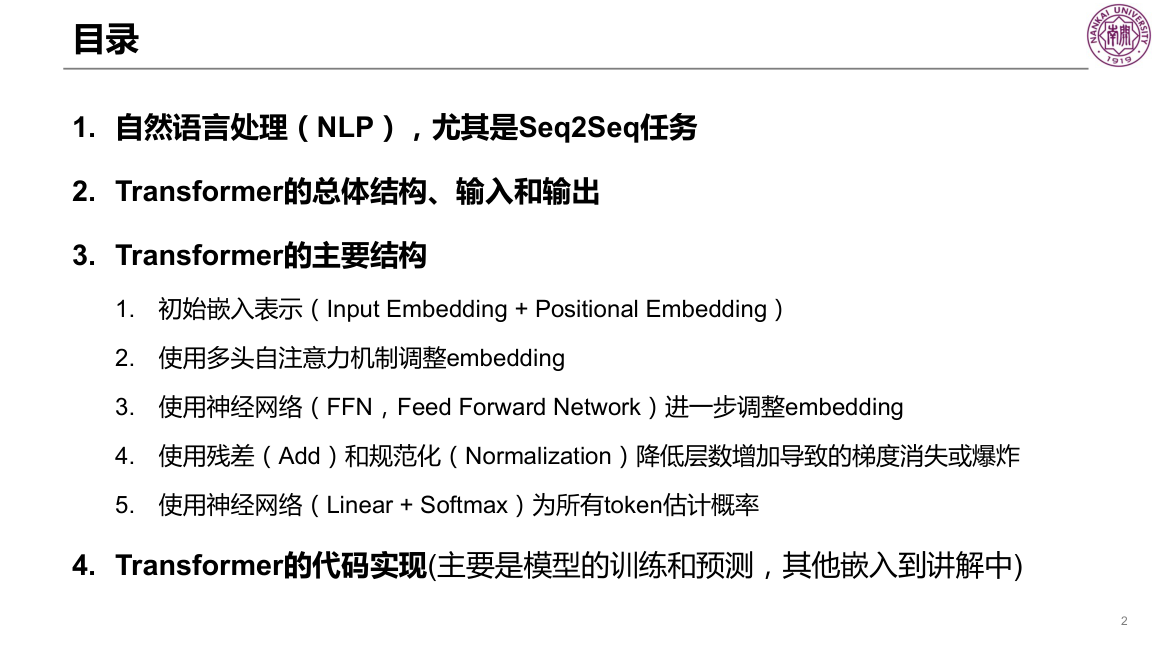 目录
NANKAI UNIVERSITY
1919
1. 自然语言处理（NLP），尤其是Seq2Seq任务
2. Transformer的总体结构、输入和输出
3. Transformer的主要结构
1. 初始嵌入表示（Input Embedding + Positional Embedding）
2. 使用多头自注意力机制调整embedding
3. 使用神经网络（FFN，Feed Forward Network）进一步调整embedding
4. 使用残差（Add）和规范化（Normalization）降低层数增加导致的梯度消失或爆炸
5. 使用神经网络（Linear + Softmax）为所有token估计概率
4. Transformer的代码实现(主要是模型的训练和预测，其他嵌入到讲解中)
2